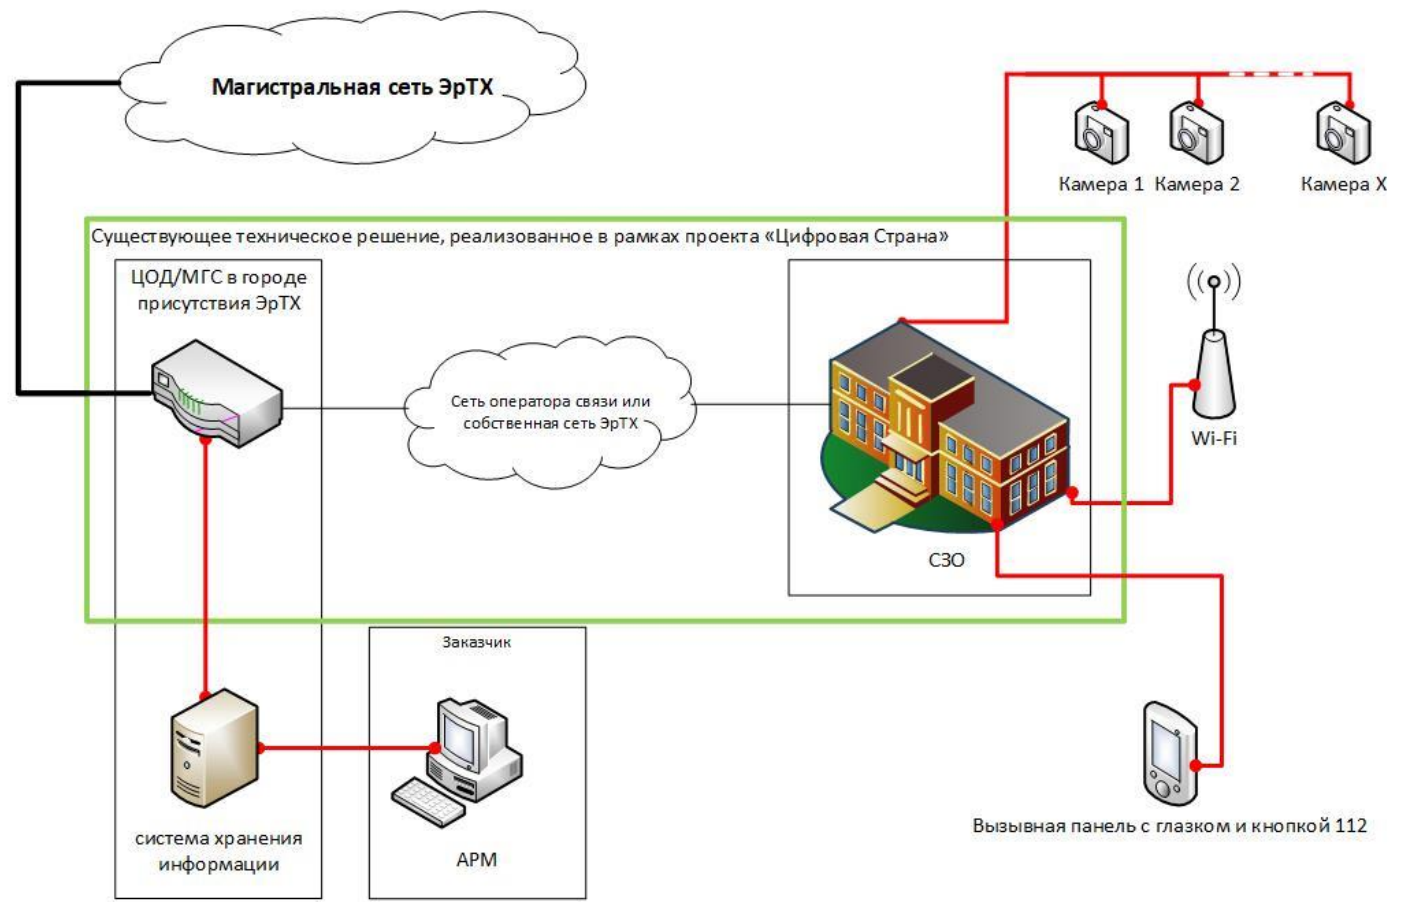 Магистральная сеть ЭрТХ
Камера 1
Камера 2
Камера X
Существующее техническое решение, реализованное в рамках проекта «Цифровая Страна»
ЦОД/МГС в городе
присутствия ЭрТХ
Сеть оператора связи или
собственная сеть ЭрТХ
Wi-Fi
СЗО
Заказчик
система хранения
информации
АРМ
Вызывная панель с глазком и кнопкой 112